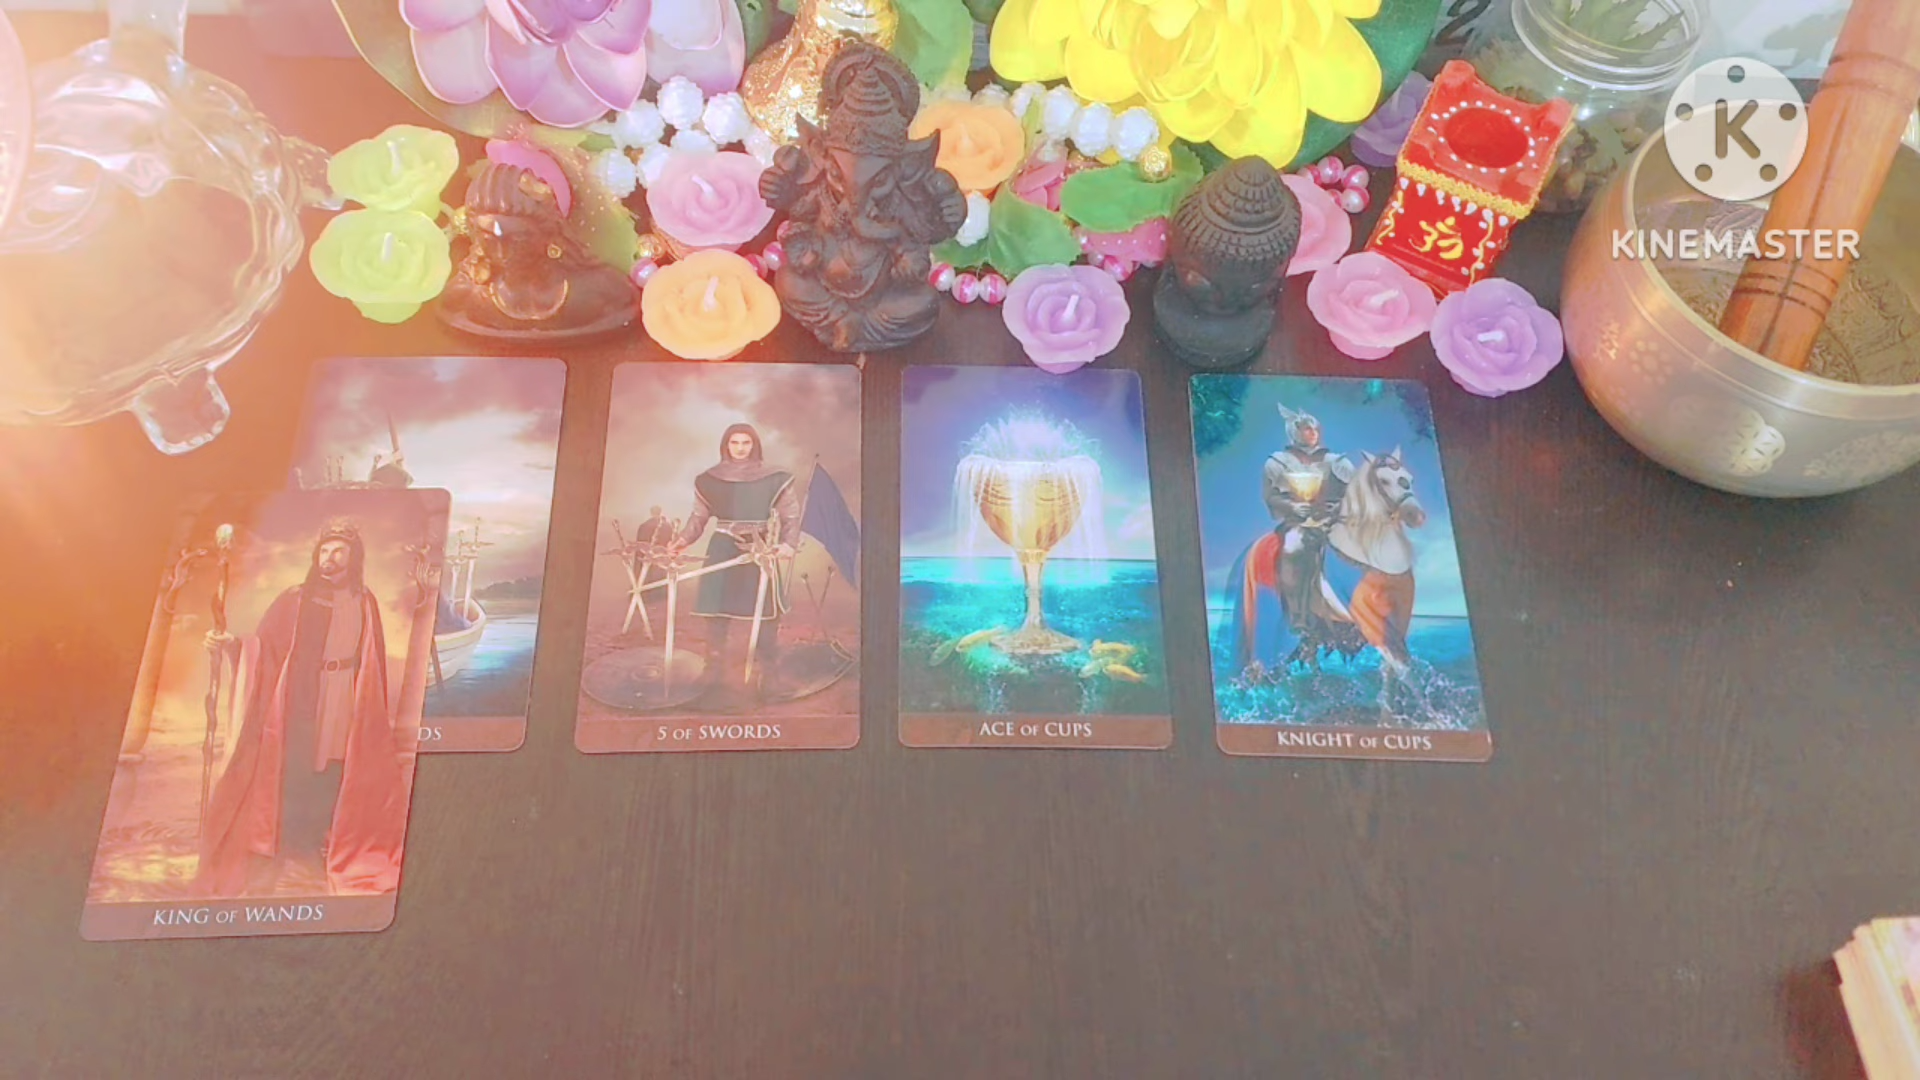 K
KINEMASTER
ॐ
DS
5 OF SWORDS
ACE OF CUPS
KNIGHT OF CUPS
KING OF WANDS